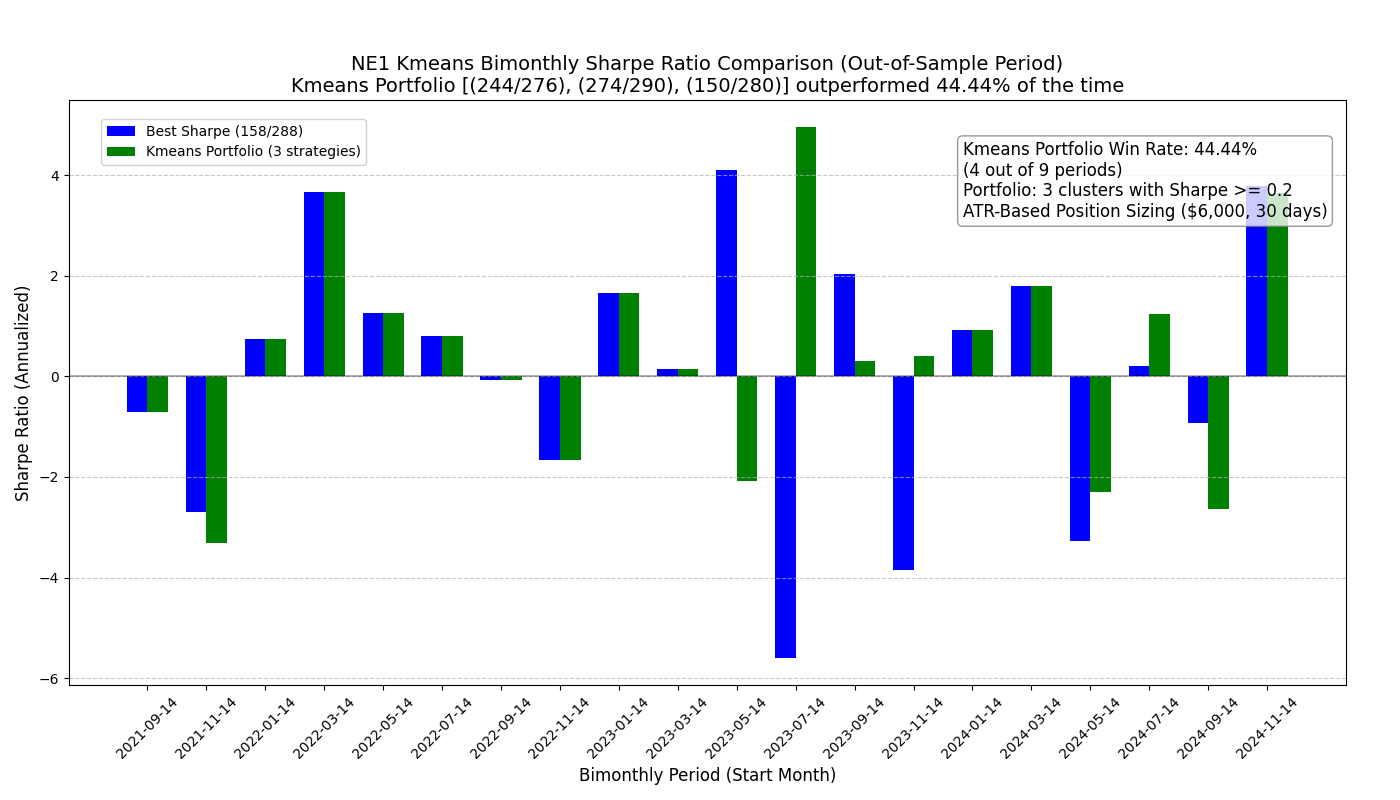 NE1 Kmeans Bimonthly Sharpe Ratio Comparison (Out-of-Sample Period)
Kmeans Portfolio [(244/276), (274/290), (150/280)] outperformed 44.44% of the time
Best Sharpe (158/288)
Kmeans Portfolio (3 strategies)
Kmeans Portfolio Win Rate: 44.44%
(4 out of 9 periods)
Portfolio: 3 clusters with Sharpe >= 0.2
ATR-Based Position Sizing ($6,000, 30 days)
Sharpe Ratio (Annualized)
4
2
0
−2
−4
−6
2021-09-14
2021-11-14
2022-01-14
2022-03-14
2022-05-14
2022-07-14
2022-09-14
2022-11-14
2023-01-14
2023-03-14
2023-05-14
2023-07-14
2023-09-14
2023-11-14
2024-01-14
2024-03-14
2024-05-14
2024-07-14
2024-09-14
2024-11-14
Bimonthly Period (Start Month)